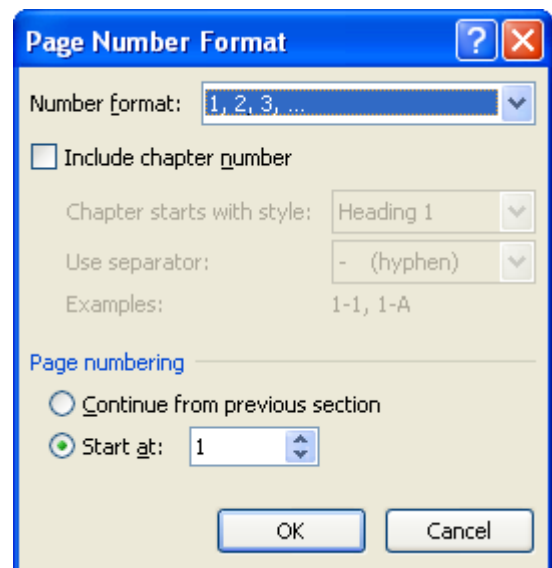 Page Number Format
Number format: 1, 2, 3, ...
Include chapter number
Chapter starts with style: Heading 1
Use separator: - (hyphen)
Examples: 1-1, 1-A
Page numbering
Continue from previous section
Start at: 1
OK Cancel